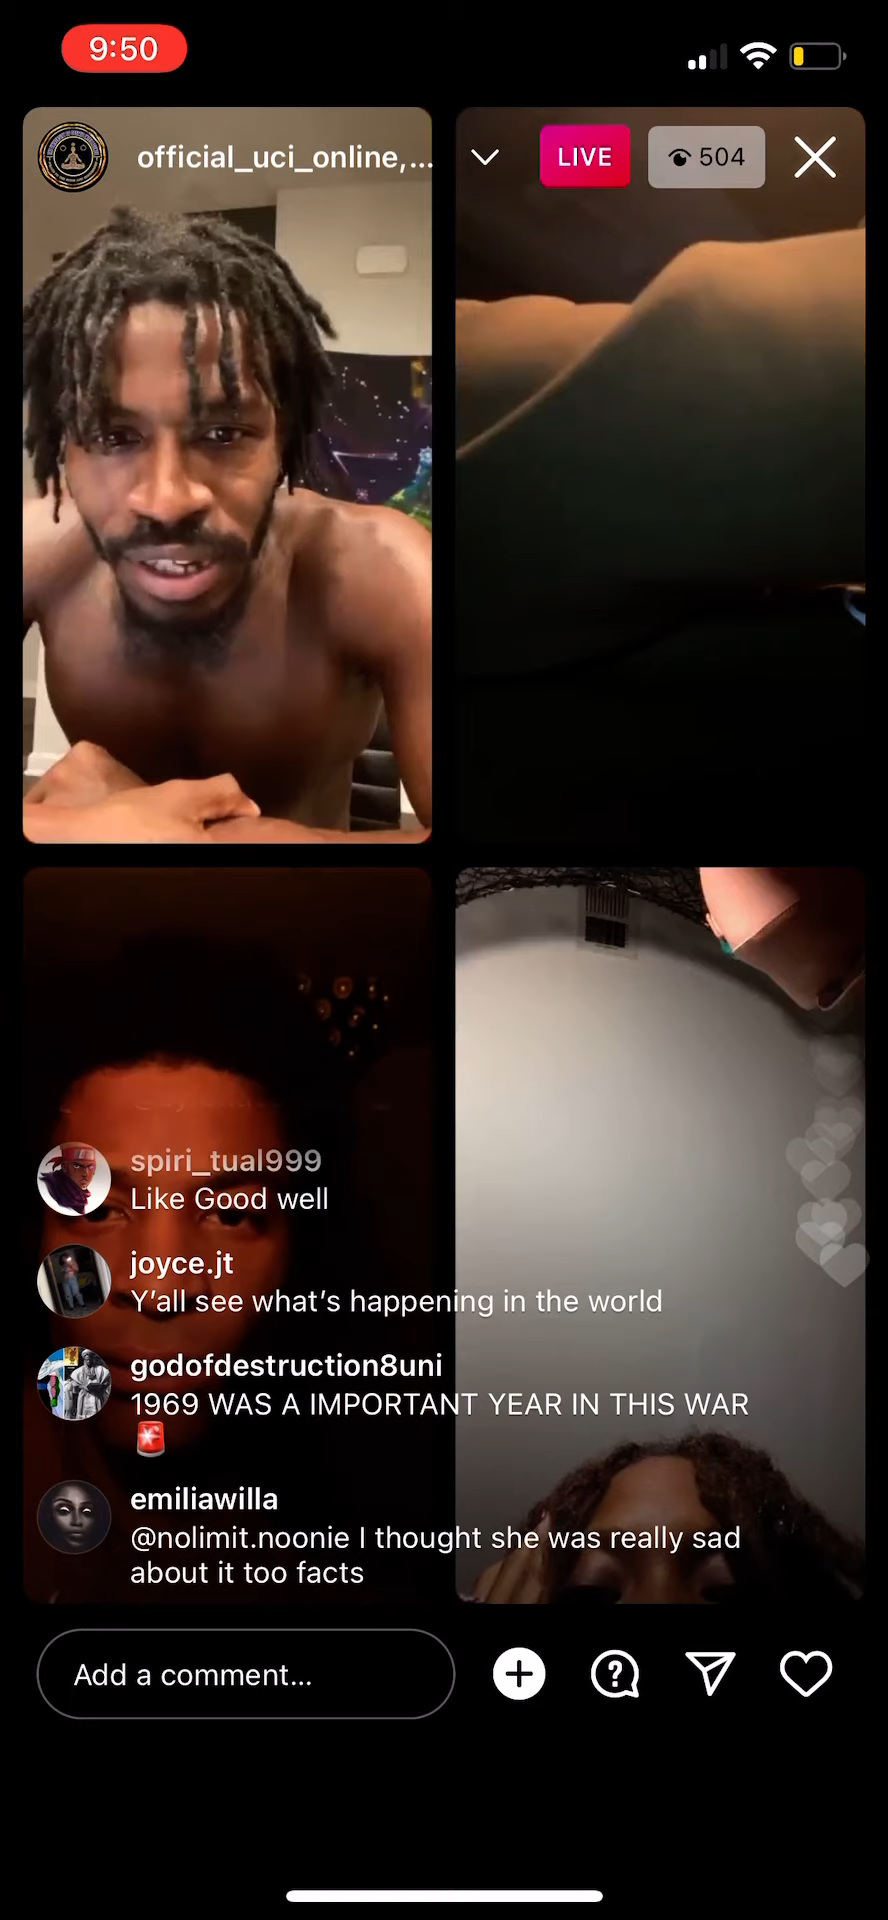 9:50
official_uci_online,...
LIVE
504
spiri_tual999
Like Good well
joyce.jt
Y'all see what's happening in the world
godofdestruction8uni
1969 WAS A IMPORTANT YEAR IN THIS WAR
🚨
emiliawilla
@nolimit.noonie I thought she was really sad
about it too facts
Add a comment...